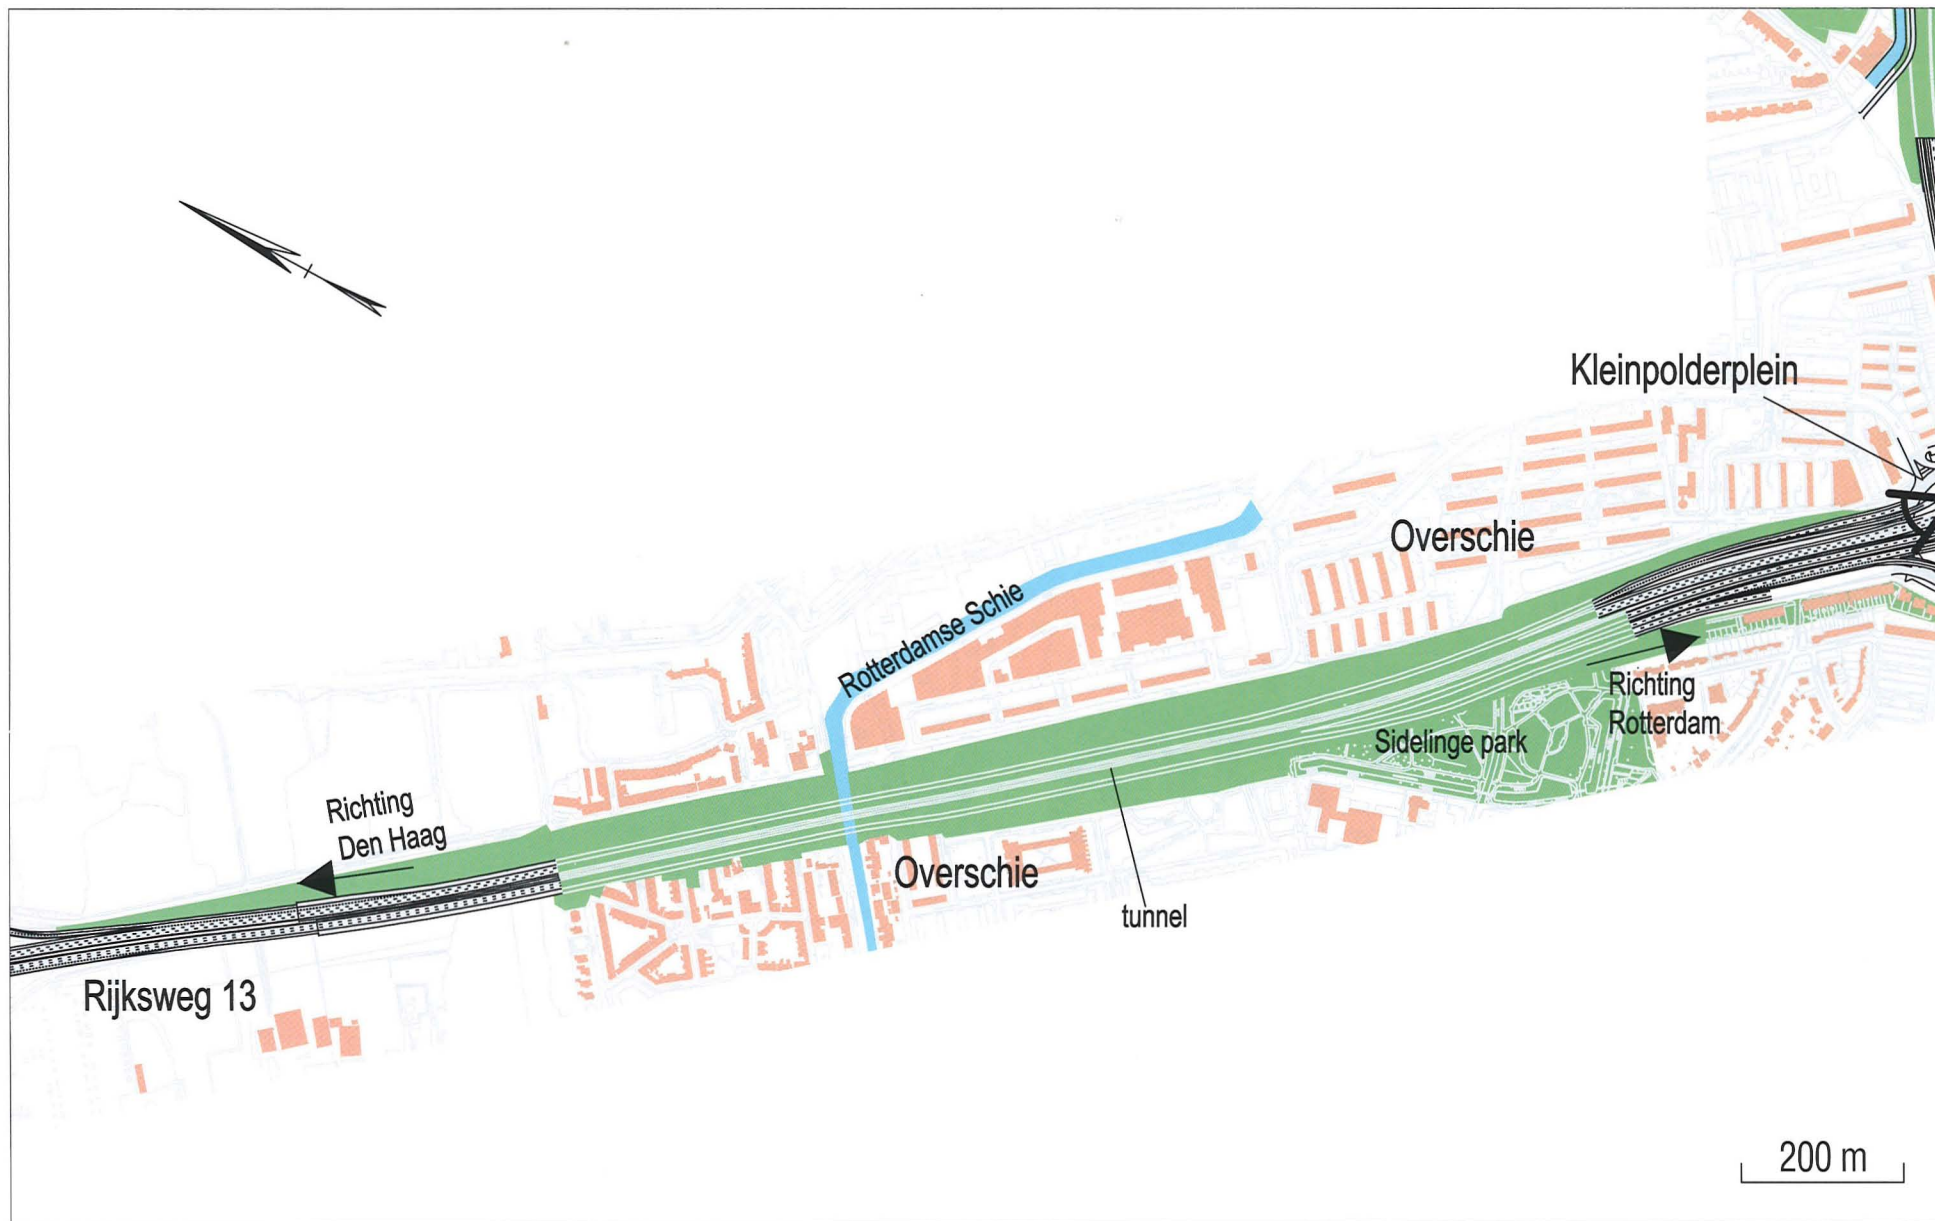 Kleinpolderplein
Overschie
Rotterdamse Schie
Richting
Rotterdam
Sidelinge park
Richting
Den Haag
Overschie
tunnel
Rijksweg 13
200 m